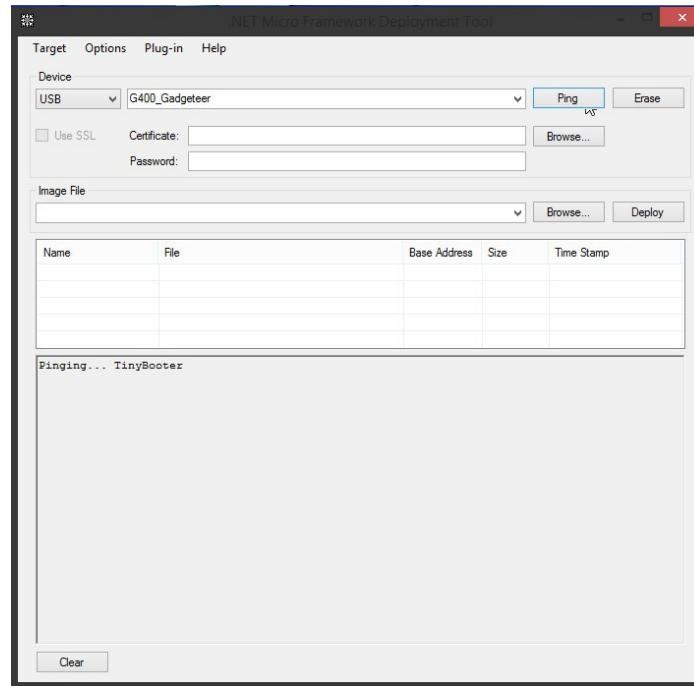 .NET Micro Framework Deployment Tool
Target Options Plug-in Help
Device
USB G400_Gadgeteer Ping Erase
Use SSL Certificate: Browse...
Password:
Image File
Browse... Deploy
Name File Base Address Size Time Stamp
Pinging... TinyBooter
Clear